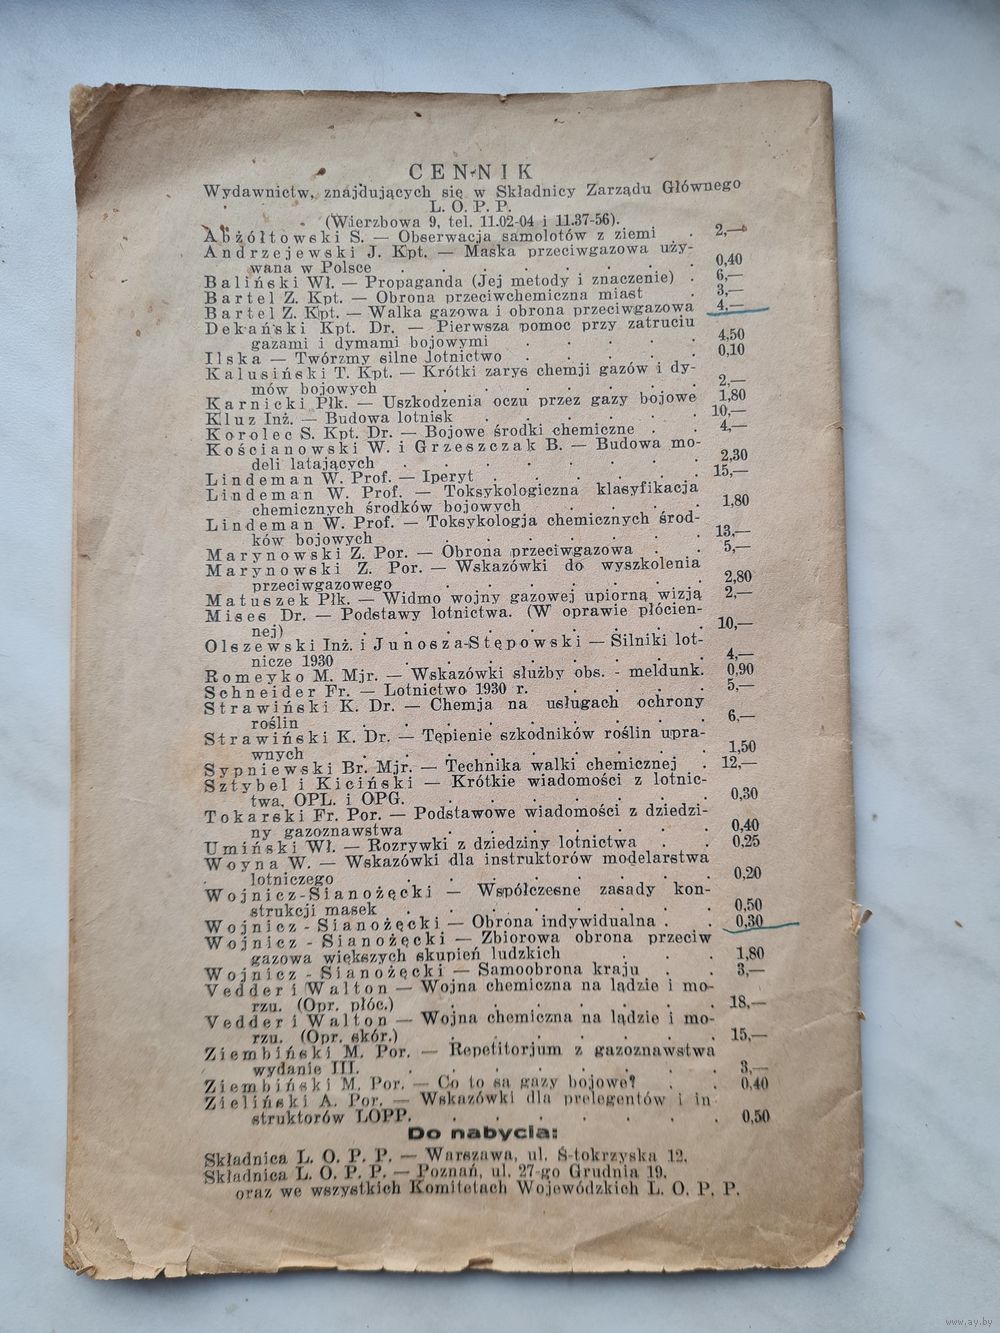 CENNIK
Wydawnictw, znajdujących się w Składnicy Zarządu Głównego
L. O. P. P.
(Wierzbowa 9, tel. 11.02-04 i 11.37-56).
Abżółtowski S. — Obserwacja samolotów z ziemi . 2,—
Andrzejewski J. Kpt. — Maska przeciwgazowa uży-
wana w Polsce . . . . . . . . 0,40
Baliński Wł. — Propaganda (Jej metody i znaczenie) . 6,—
Bartel Z. Kpt. — Obrona przeciwchemiczna miast . 3,—
Bartel Z. Kpt. — Walka gazowa i obrona przeciwgazowa 4,—
Dekański Kpt. Dr. — Pierwsza pomoc przy zatruciu
gazami i dymami bojowymi . . . . . 4,50
Ilska — Twórzmy silne lotnictwo . . . . . 0,10
Kalusiński T. Kpt. — Krótki zarys chemji gazów i dy-
mów bojowych . . . . . . . . 2,—
Karnicki Płk. — Uszkodzenia oczu przez gazy bojowe 1,80
Kluz Inż. — Budowa lotnisk . . . . . . 10,—
Korolec S. Kpt. Dr. — Bojowe środki chemiczne . . 4,—
Kościanowski W. i Grzeszczak B. — Budowa mo-
deli latających . . . . . . . . 2,30
Lindeman W. Prof. — Iperyt . . . . . . 15,—
Lindeman W. Prof. — Toksykologiczna klasyfikacja
chemicznych środków bojowych . . . . 1,80
Lindeman W. Prof. — Toksykologja chemicznych środ-
ków bojowych . . . . . . . . 13,—
Marynowski Z. Por. — Obrona przeciwgazowa . . 5,—
Marynowski Z. Por. — Wskazówki do wyszkolenia
przeciwgazowego . . . . . . . 2,80
Matuszek Płk. — Widmo wojny gazowej upiorną wizją 2,—
Mises Dr. — Podstawy lotnictwa. (W oprawie płócien-
nej) . . . . . . . . . . 10,—
Olszewski Inż. i Junosza-Stępowski — Silniki lot-
nicze 1930 . . . . . . . . 4,—
Romeyko M. Mjr. — Wskazówki służby obs. - meldunk. 0,90
Schneider Fr. — Lotnictwo 1930 r. . . . . 5,—
Strawiński K. Dr. — Chemja na usługach ochrony
roślin . . . . . . . . . 6,—
Strawiński K. Dr. — Tępienie szkodników roślin upra-
wnych . . . . . . . . . 1,50
Sypniewski Br. Mjr. — Technika walki chemicznej . 12,—
Sztybel i Kiciński — Krótkie wiadomości z lotnic-
twa, OPL. i OPG. . . . . . . . 0,30
Tokarski Fr. Por. — Podstawowe wiadomości z dziedzi-
ny gazoznawstwa . . . . . . . 0,40
Umiński Wł. — Rozrywki z dziedziny lotnictwa . . 0,25
Woyna W. — Wskazówki dla instruktorów modelarstwa
lotniczego . . . . . . . . 0,20
Wojnicz-Sianożęcki — Współczesne zasady kon-
strukcji masek . . . . . . . . 0,50
Wojnicz - Sianożęcki — Obrona indywidualna . . 0,30
Wojnicz - Sianożęcki — Zbiorowa obrona przeciw
gazowa większych skupień ludzkich . . . 1,80
Wojnicz - Sianożęcki — Samoobrona kraju . . 3,—
Vedder i Walton — Wojna chemiczna na lądzie i mo-
rzu. (Opr. płóc.) . . . . . . . 18,—
Vedder i Walton — Wojna chemiczna na lądzie i mo-
rzu. (Opr. skór.) . . . . . . . 15,—
Ziembiński M. Por. — Repetitorjum z gazoznawstwa
wydanie III. . . . . . . . . 3,—
Ziembiński M. Por. — Co to są gazy bojowe? . . 0,40
Zieliński A. Por. — Wskazówki dla prelegentów i in
struktorów LOPP. . . . . . . . 0,50
Do nabycia:
Składnica L. O. P. P. — Warszawa, ul. Ś-tokrzyska 12.
Składnica L. O. P. P. — Poznań, ul. 27-go Grudnia 19.
oraz we wszystkich Komitetach Wojewódzkich L. O. P. P.
www.ay.by